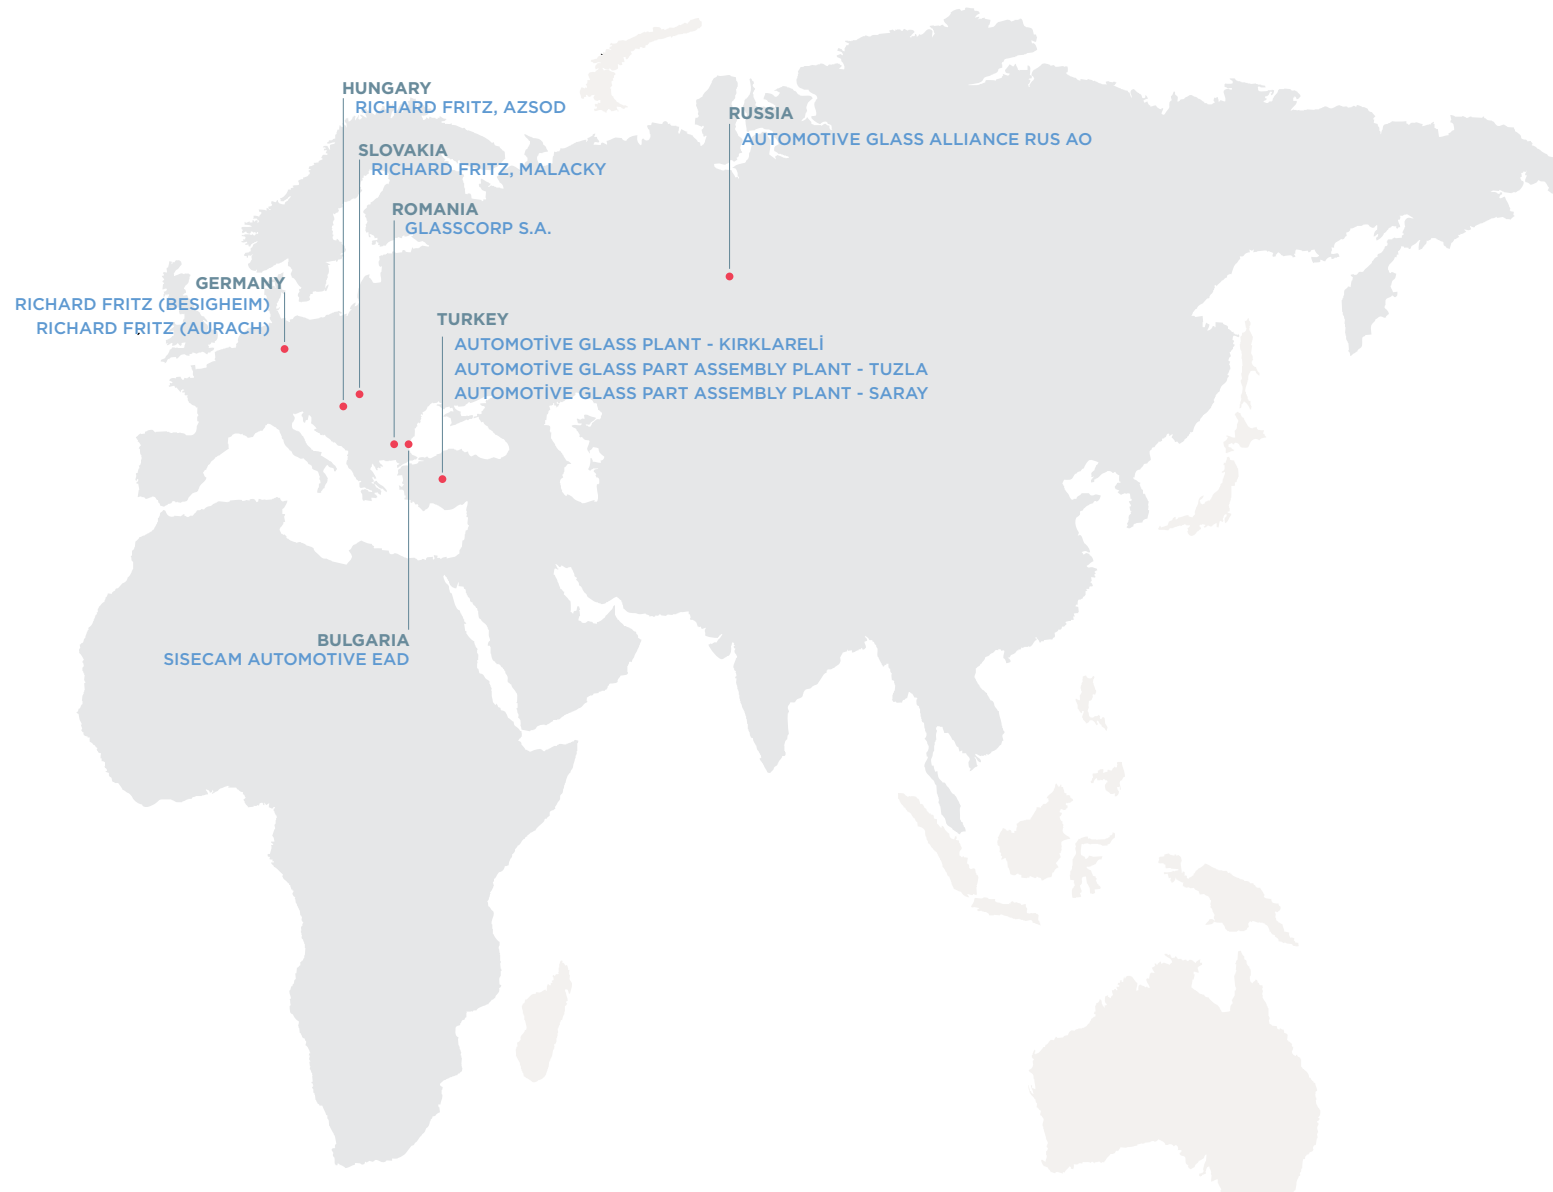 HUNGARY
RICHARD FRITZ, AZSOD
RUSSIA
AUTOMOTIVE GLASS ALLIANCE RUS AO
SLOVAKIA
RICHARD FRITZ, MALACKY
ROMANIA
GLASSCORP S.A.
GERMANY
RICHARD FRITZ (BESIGHEIM)
RICHARD FRITZ (AURACH)
TURKEY
AUTOMOTİVE GLASS PLANT - KIRKLARELİ
AUTOMOTİVE GLASS PART ASSEMBLY PLANT - TUZLA
AUTOMOTİVE GLASS PART ASSEMBLY PLANT - SARAY
BULGARIA
SISECAM AUTOMOTIVE EAD